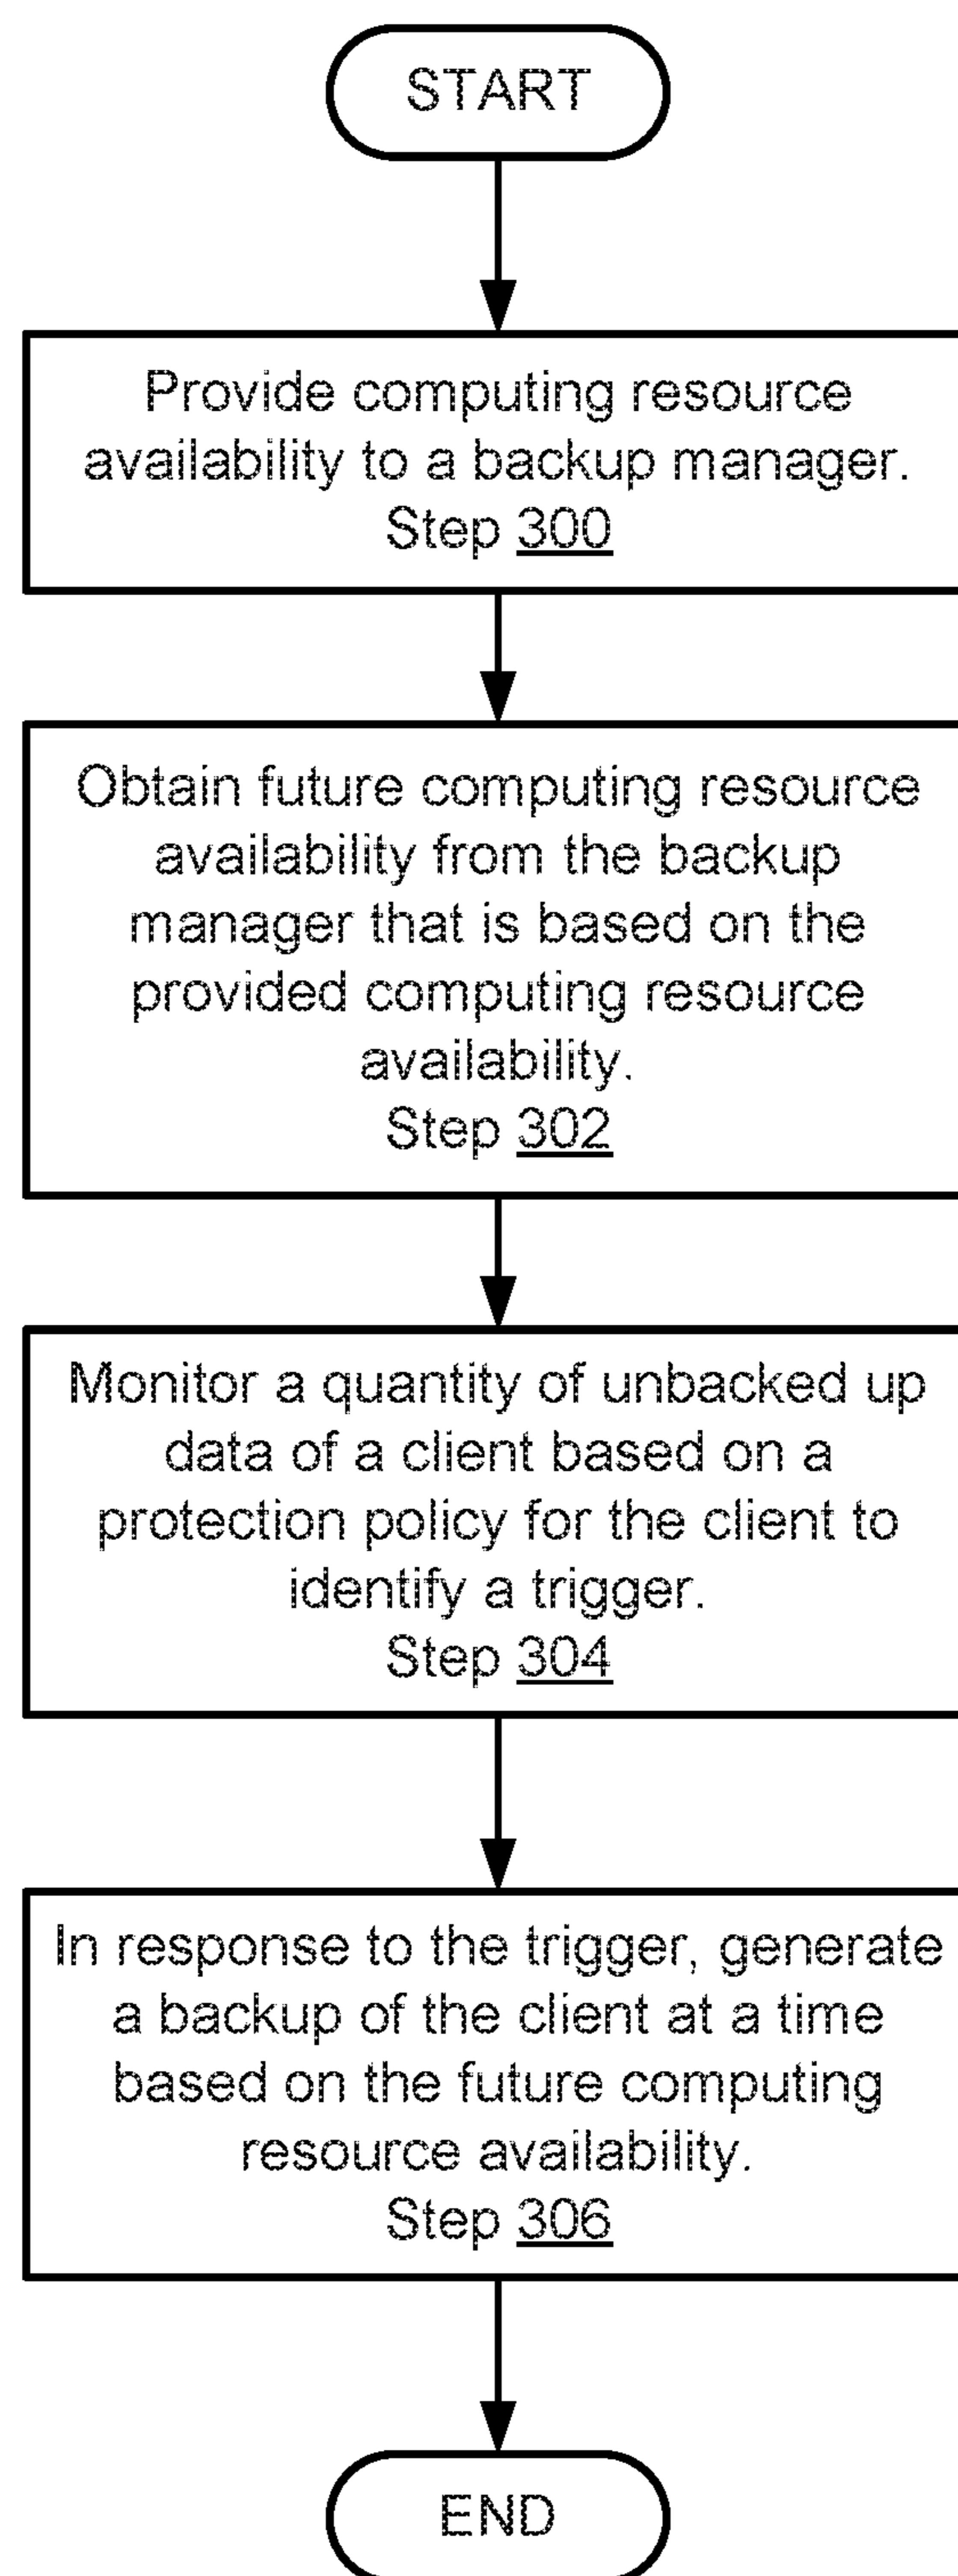 START
Provide computing resource
availability to a backup manager.
Step 300
Obtain future computing resource
availability from the backup
manager that is based on the
provided computing resource
availability.
Step 302
Monitor a quantity of unbacked up
data of a client based on a
protection policy for the client to
identify a trigger.
Step 304
In response to the trigger, generate
a backup of the client at a time
based on the future computing
resource availability.
Step 306
END